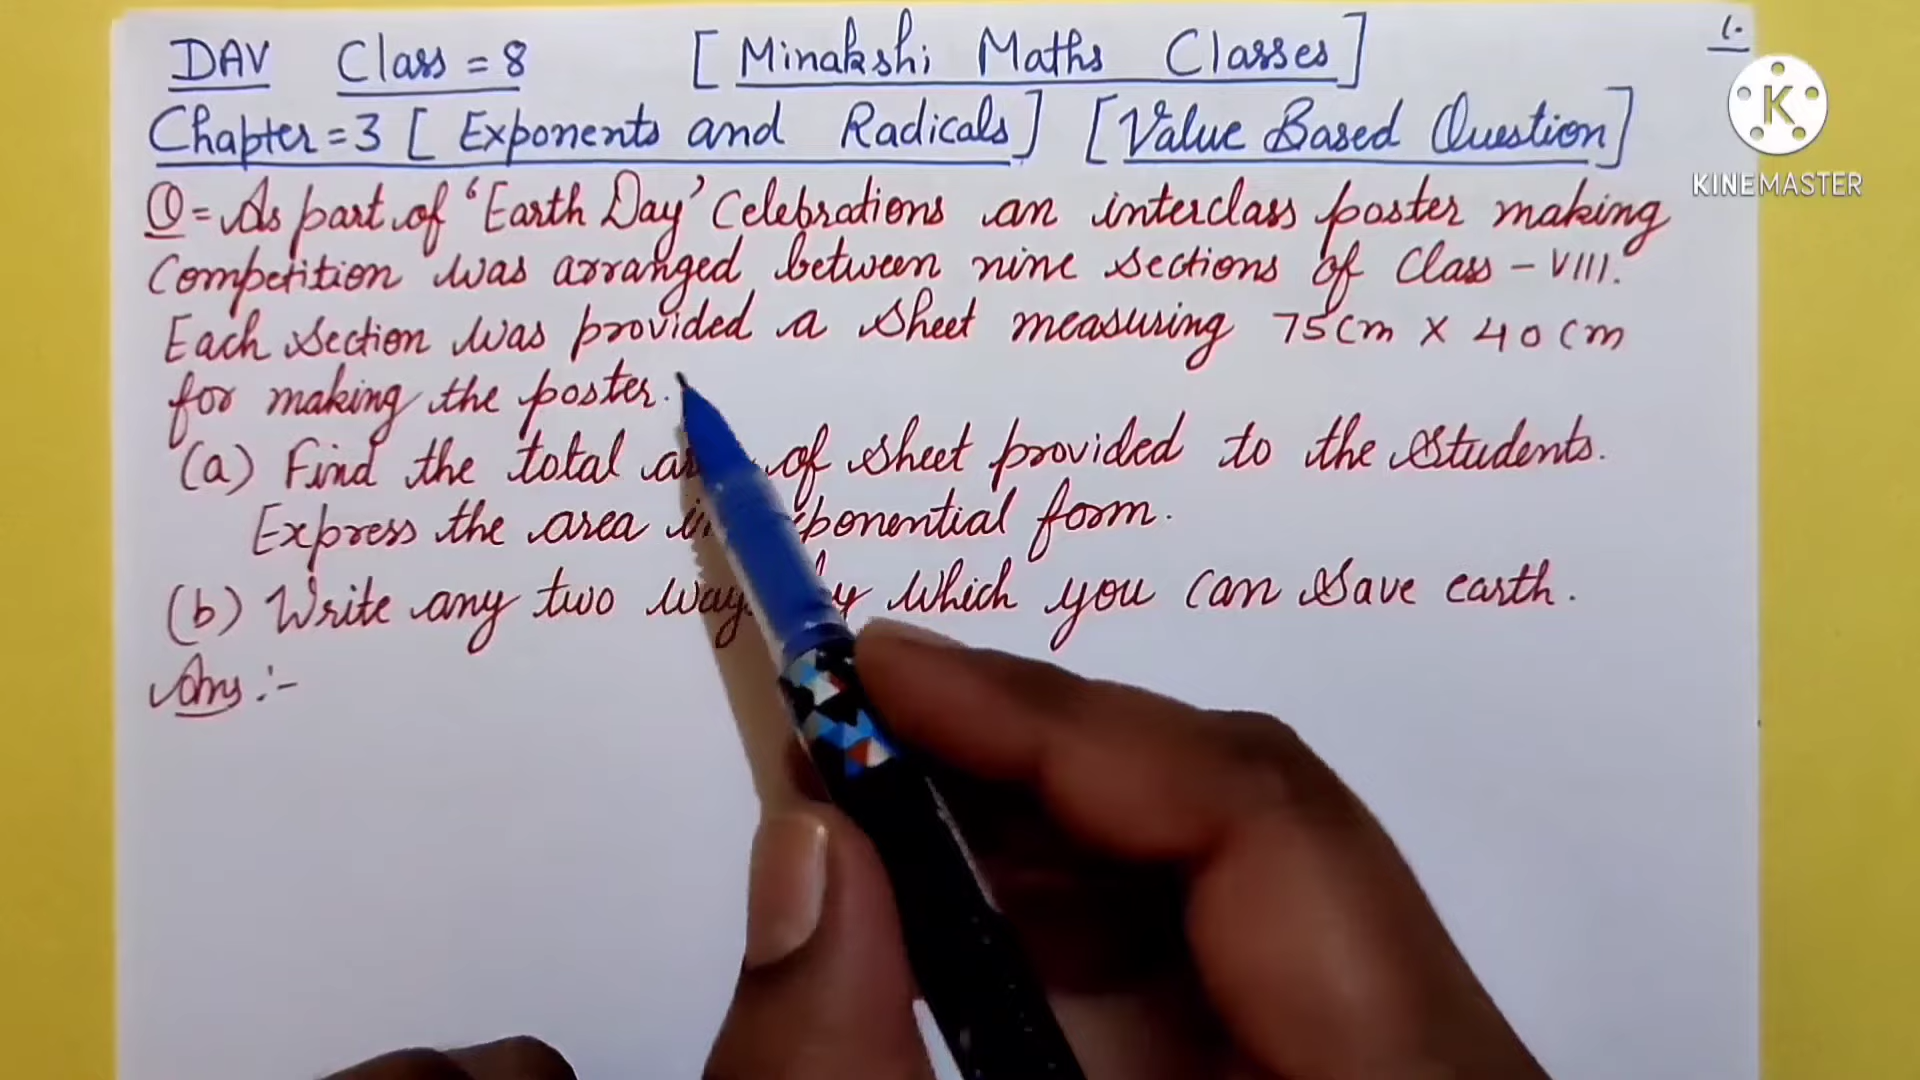 DAV Class = 8 [Minakshi Maths Classes] 1.
Chapter = 3 [Exponents and Radicals] [Value Based Question]
KINEMASTER
Q = As part of 'Earth Day' Celebrations an interclass poster making
Competition was arranged between nine sections of Class - VIII.
Each section was provided a sheet measuring 75cm x 40cm
for making the poster.
(a) Find the total of sheet provided to the students.
Express the area form.
(b) Write any two which you can save earth.
Ans :-